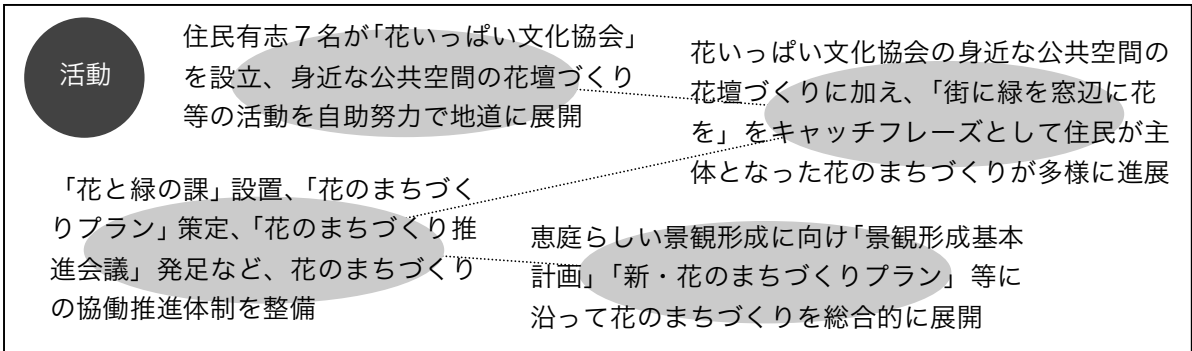 活動
住民有志７名が｢花いっぱい文化協会」
を設立、身近な公共空間の花壇づくり
等の活動を自助努力で地道に展開
花いっぱい文化協会の身近な公共空間の
花壇づくりに加え、｢街に緑を窓辺に花
を」をキャッチフレーズとして住民が主
体となった花のまちづくりが多様に進展
「花と緑の課」設置、｢花のまちづく
りプラン」策定、｢花のまちづくり推
進会議」発足など、花のまちづくり
の協働推進体制を整備
恵庭らしい景観形成に向け｢景観形成基本
計画」｢新・花のまちづくりプラン」等に
沿って花のまちづくりを総合的に展開